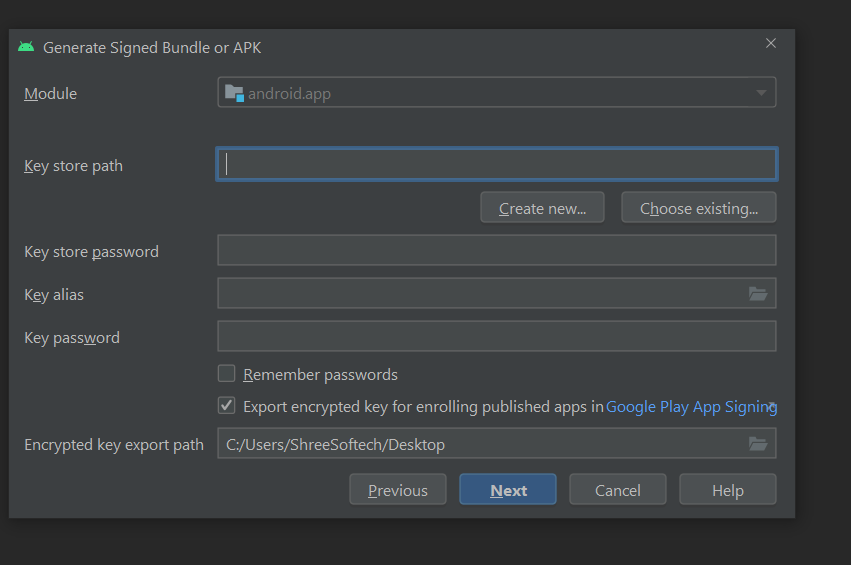 Generate Signed Bundle or APK
Module
android.app
Key store path
Create new...
Choose existing...
Key store password
Key alias
Key password
Remember passwords
Export encrypted key for enrolling published apps in Google Play App Signing
Encrypted key export path
C:/Users/ShreeSoftech/Desktop
Previous
Next
Cancel
Help